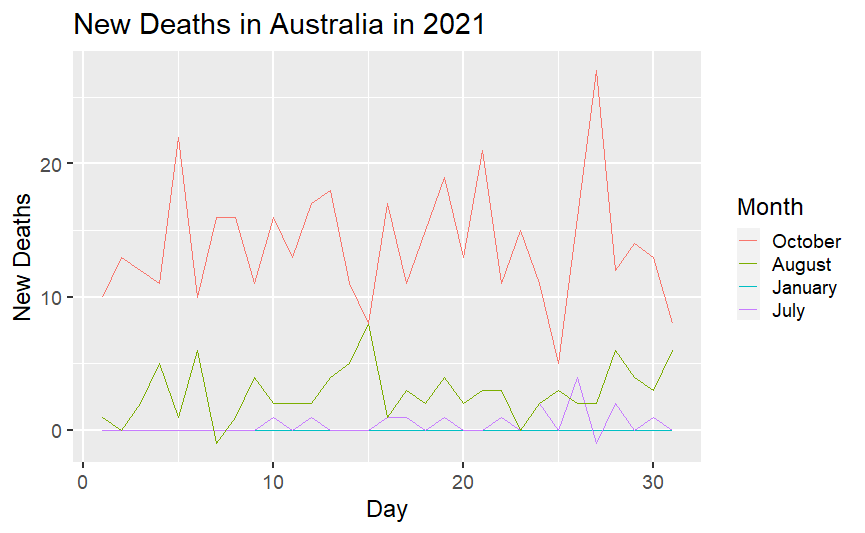 New Deaths in Australia in 2021
New Deaths
20
10
0
0
10
20
30
Day
Month
October
August
January
July